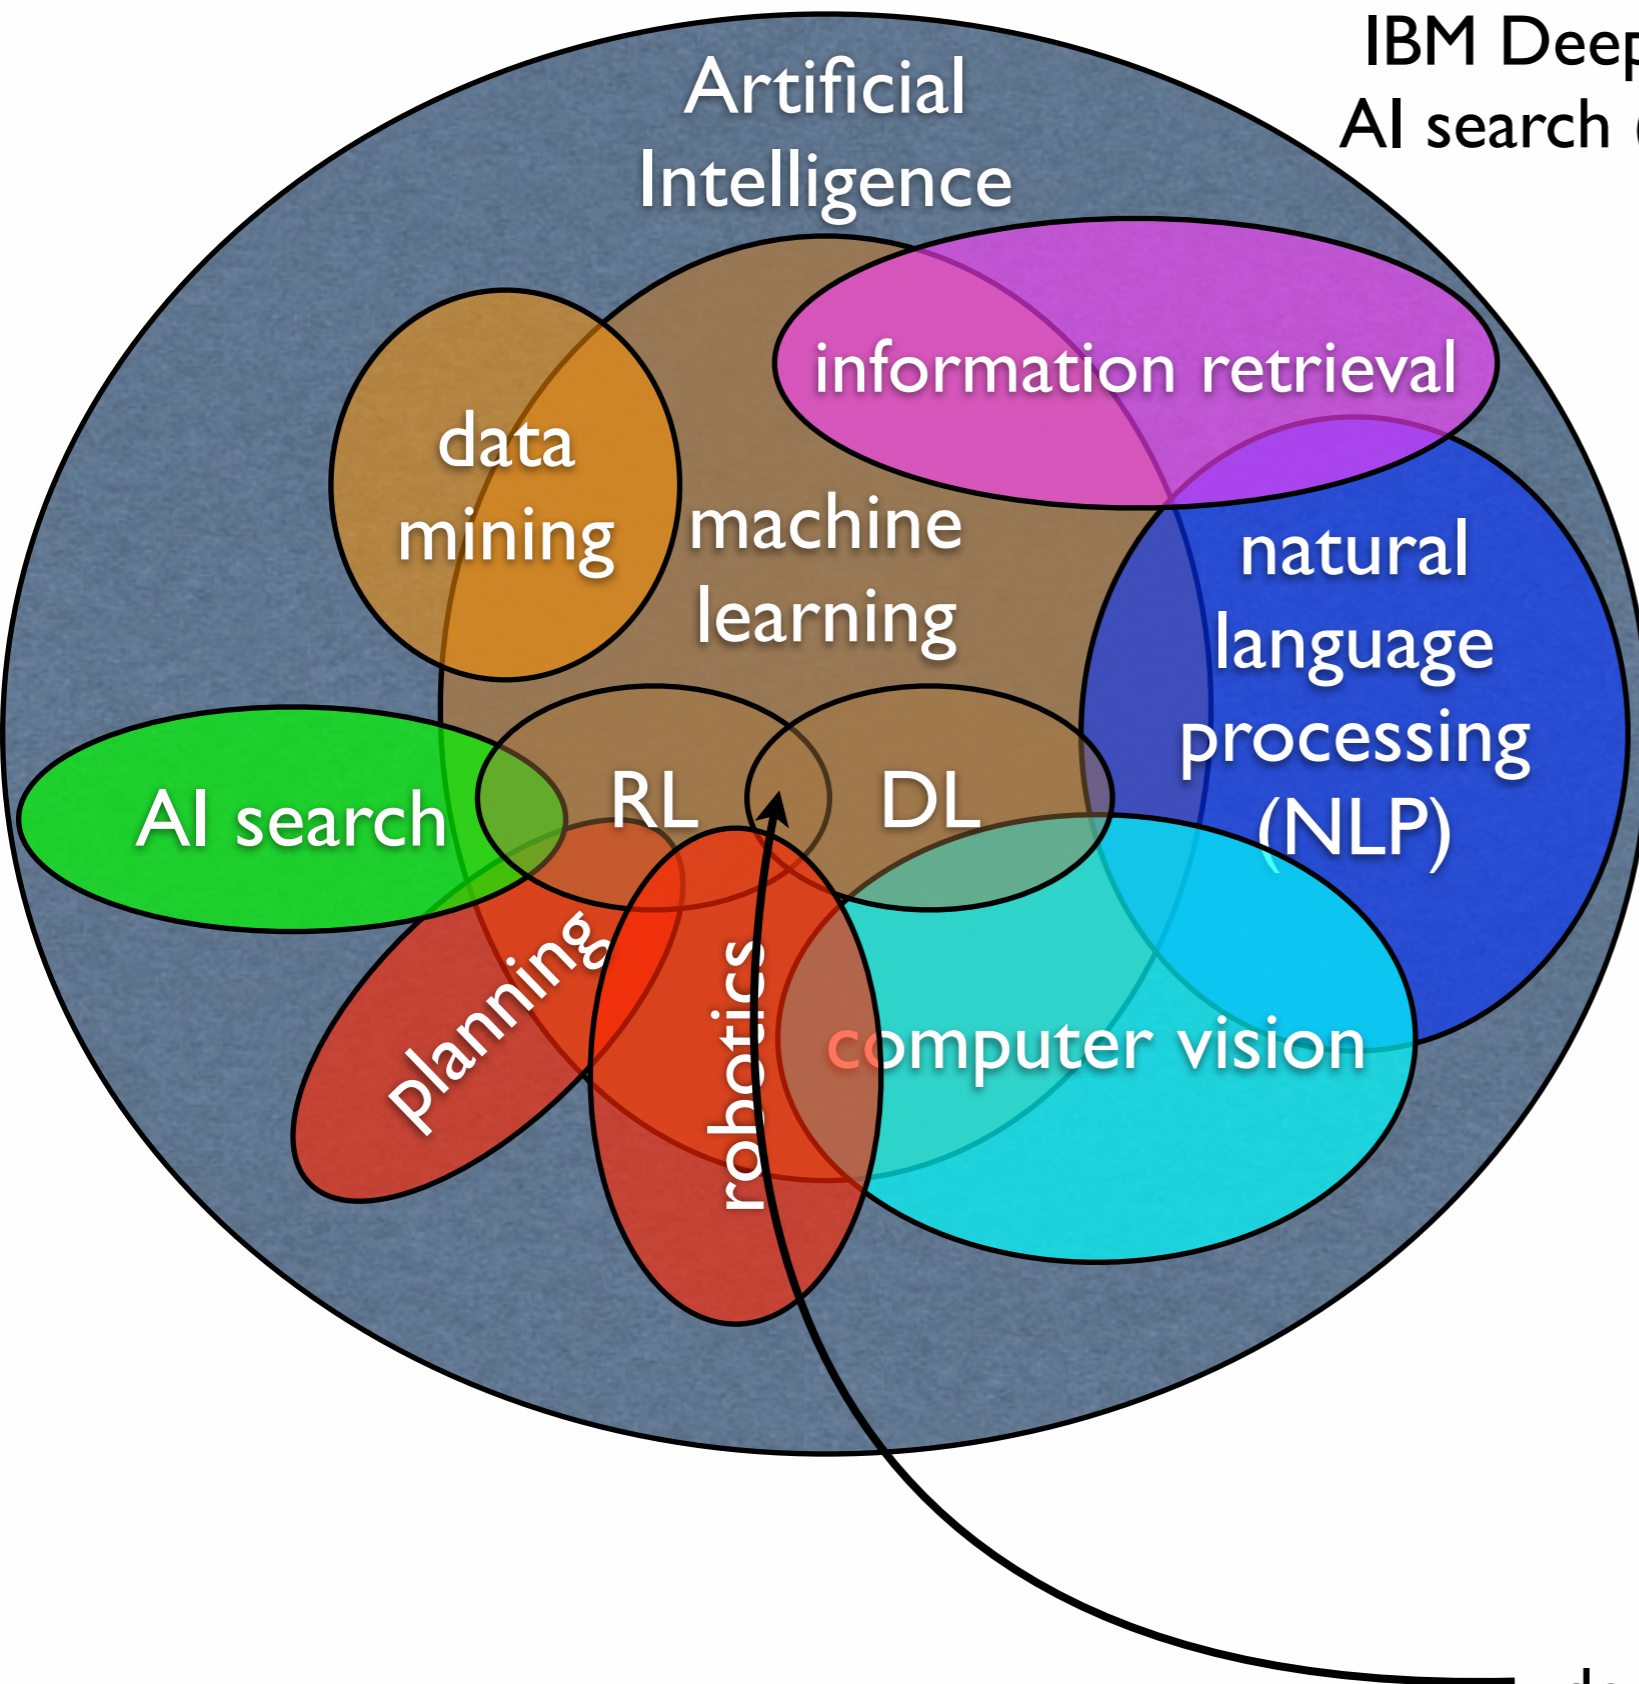 IBM Deep
AI search (
Artificial
Intelligence
information retrieval
data
mining
machine
learning
natural
language
processing
(NLP)
AI search
RL
DL
planning
robotics
computer vision